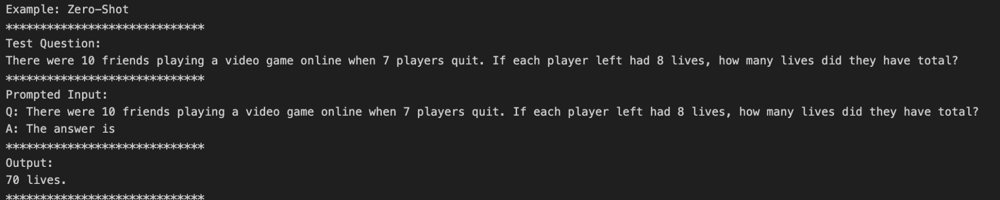 Example: Zero-Shot
*****************************
Test Question:
There were 10 friends playing a video game online when 7 players quit. If each player left had 8 lives, how many lives did they have total?
*****************************
Prompted Input:
Q: There were 10 friends playing a video game online when 7 players quit. If each player left had 8 lives, how many lives did they have total?
A: The answer is
*****************************
Output:
70 lives.
*****************************